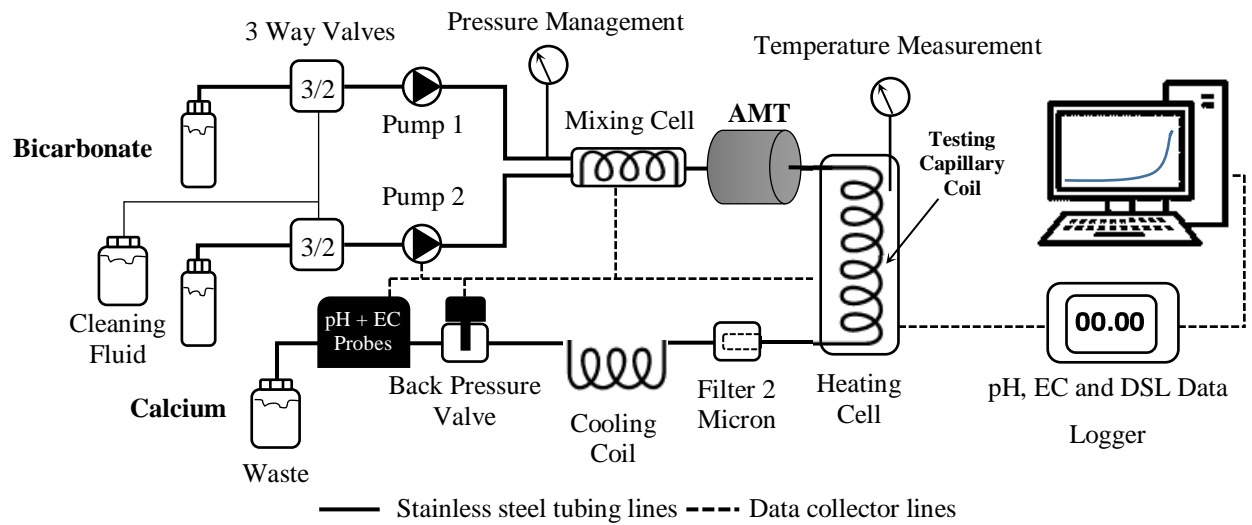 Pressure Management
3 Way Valves
Temperature Measurement
3/2
Pump 1
Mixing Cell
AMT
Bicarbonate
Testing
Capillary
Coil
Pump 2
3/2
Cleaning
Fluid
pH + EC
Probes
00.00
Calcium
Back Pressure
Valve
Cooling
Coil
Filter 2
Micron
Heating
Cell
pH, EC and DSL Data
Logger
Waste
Stainless steel tubing lines
Data collector lines